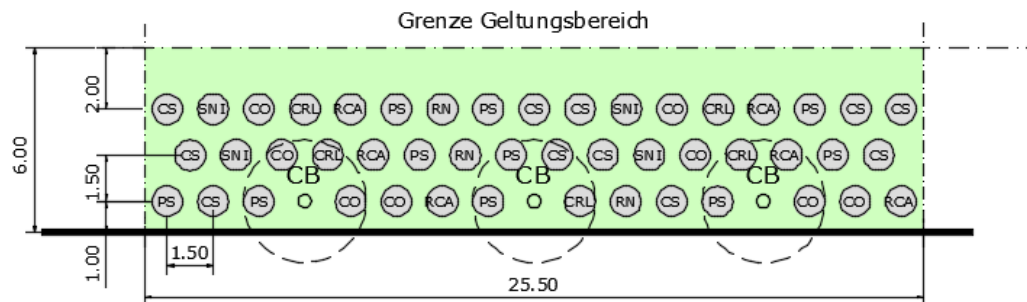 Grenze Geltungsbereich
6.00
2.00
CS SNI CO CRL RCA PS RN PS CS CS SNI CO CRL RCA PS CS CS
1.50
CS SNI CO CRL RCA PS RN PS CS CS SNI CO CRL RCA PS CS
CB CB CB
PS CS PS CO CO RCA PS CRL RN CS PS CO CO RCA
1.00
1.50
25.50